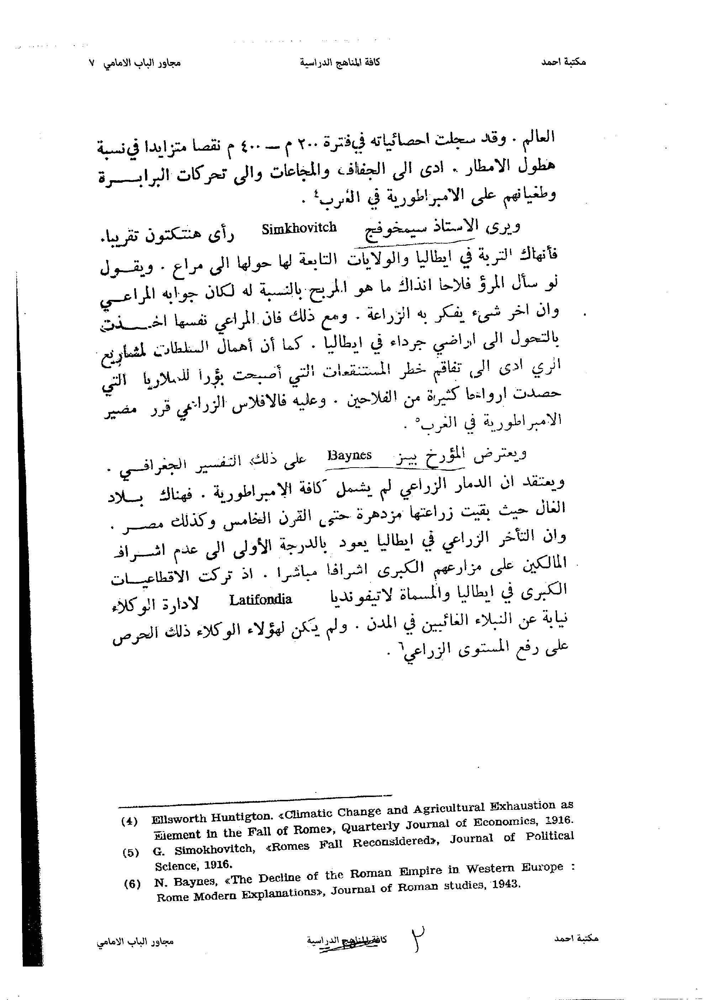 مكتبة احمد كافة المناهج الدراسية مجاور الباب الامامي ٧
العالم . وقد سجلت احصائياته في فترة ٢٠٠ م — ٤٠٠ م نقصا متزايدا في نسبة
هطول الامطار . ادى الى الجفاف والمجاعات والى تحركات البرابـــرة
وطغيانهم على الامبراطورية في الغرب٤ .
ويرى الاستاذ سيمخوفج Simkhovitch رأى هنتكتون تقريبا.
فأنهاك التربة في ايطاليا والولايات التابعة لها حولها الى مراع . ويقــول
لو سأل المرؤ فلاحا انذاك ما هو المربح بالنسبة له لكان جوابه المراعــي
وان اخر شىء يفكر به الزراعة . ومع ذلك فان المراعي نفسها اخـــذت
بالتحول الى اراضي جرداء في ايطاليا . كما أن أهمال السلطات لمشاريع
الري ادى الى تفاقم خطر المستنقعات التي أصبحت بؤرا للملاريا التي
حصدت ارواحا كثيرة من الفلاحين . وعليه فالافلاس الزراعي قرر مصير
الامبراطورية في الغرب٥ .
ويعترض المؤرخ بينز Baynes على ذلك التفسير الجغرافــي .
ويعتقد ان الدمار الزراعي لم يشمل كافة الامبراطورية . فهناك بــلاد
الغال حيث بقيت زراعتها مزدهرة حتى القرن الخامس وكذلك مصــر .
وان التأخر الزراعي في ايطاليا يعود بالدرجة الأولى الى عدم اشــراف
المالكين على مزارعهم الكبرى اشرافا مباشرا . اذ تركت الاقطاعيــات
الكبرى في ايطاليا والمسماة لاتيفونديا Latifondia لادارة الوكلاء
نيابة عن النبلاء الغائبين في المدن . ولم يكن لهؤلاء الوكلاء ذلك الحرص
على رفع المستوى الزراعي٦ .
(4) Ellsworth Huntigton. «Climatic Change and Agricultural Exhaustion as
Element in the Fall of Rome», Quarterly Journal of Economics, 1916.
(5) G. Simokhovitch, «Romes Fall Reconsidered», Journal of Political
Science, 1916.
(6) N. Baynes, «The Decline of the Roman Empire in Western Europe :
Rome Modern Explanations», Journal of Roman studies, 1943.
مكتبة احمد ٢ كافة المناهج الدراسية مجاور الباب الامامي